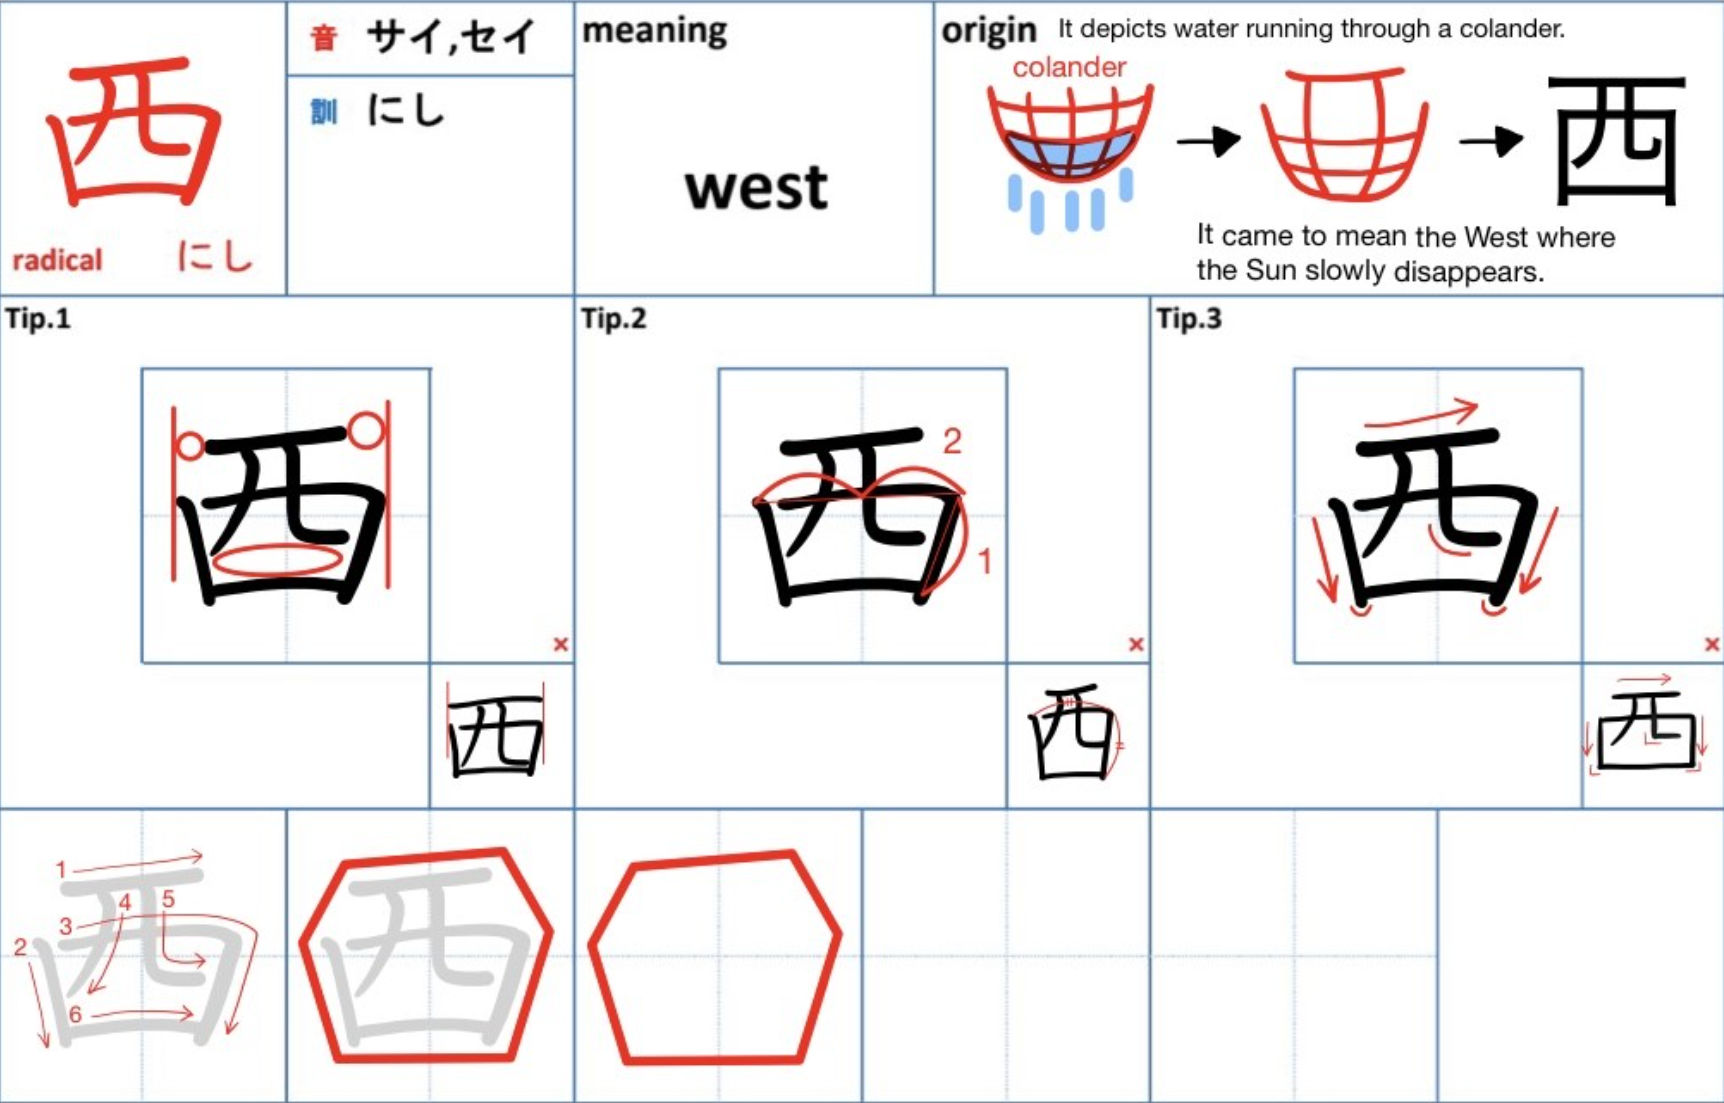 西
radical にし
音 サイ,セイ
訓 にし
meaning
west
origin It depicts water running through a colander.
colander
西
It came to mean the West where
the Sun slowly disappears.
Tip.1
西
×
西
Tip.2
西
2
1
×
西
Tip.3
西
×
西
西
1
2
3
4
5
6
西